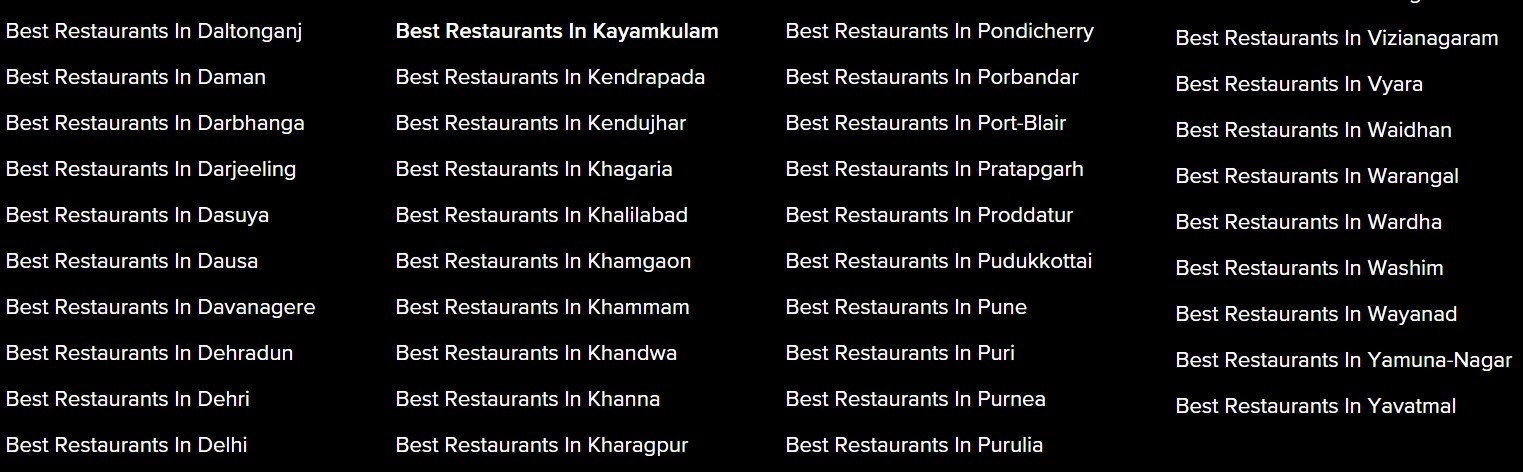 Best Restaurants In Daltonganj
Best Restaurants In Daman
Best Restaurants In Darbhanga
Best Restaurants In Darjeeling
Best Restaurants In Dasuya
Best Restaurants In Dausa
Best Restaurants In Davanagere
Best Restaurants In Dehradun
Best Restaurants In Dehri
Best Restaurants In Delhi
Best Restaurants In Kayamkulam
Best Restaurants In Kendrapada
Best Restaurants In Kendujhar
Best Restaurants In Khagaria
Best Restaurants In Khalilabad
Best Restaurants In Khamgaon
Best Restaurants In Khammam
Best Restaurants In Khandwa
Best Restaurants In Khanna
Best Restaurants In Kharagpur
Best Restaurants In Pondicherry
Best Restaurants In Porbandar
Best Restaurants In Port-Blair
Best Restaurants In Pratapgarh
Best Restaurants In Proddatur
Best Restaurants In Pudukkottai
Best Restaurants In Pune
Best Restaurants In Puri
Best Restaurants In Purnea
Best Restaurants In Purulia
Best Restaurants In Vizianagaram
Best Restaurants In Vyara
Best Restaurants In Waidhan
Best Restaurants In Warangal
Best Restaurants In Wardha
Best Restaurants In Washim
Best Restaurants In Wayanad
Best Restaurants In Yamuna-Nagar
Best Restaurants In Yavatmal